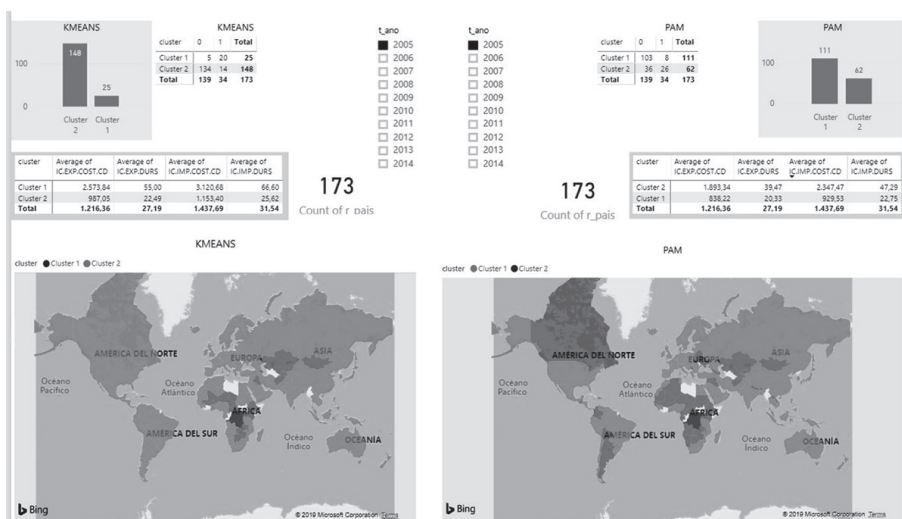 KMEANS
148
100
25
0
Cluster 2
Cluster 1
KMEANS
cluster 0 1 Total
Cluster 1 5 20 25
Cluster 2 134 14 148
Total 139 34 173
t_ano
2005
2006
2007
2008
2009
2010
2011
2012
2013
2014
t_ano
2005
2006
2007
2008
2009
2010
2011
2012
2013
2014
PAM
cluster 0 1 Total
Cluster 1 103 8 111
Cluster 2 36 26 62
Total 139 34 173
PAM
111
100
62
0
Cluster 1
Cluster 2
cluster Average of IC.EXP.COST.CD Average of IC.EXP.DURS Average of IC.IMP.COST.CD Average of IC.IMP.DURS
Cluster 1 2.573,84 55,00 3.120,68 66,60
Cluster 2 987,05 22,49 1.153,40 25,62
Total 1.216,36 27,19 1.437,69 31,54
173
Count of r_pais
173
Count of r_pais
cluster Average of IC.EXP.COST.CD Average of IC.EXP.DURS Average of IC.IMP.COST.CD Average of IC.IMP.DURS
Cluster 2 1.893,34 39,47 2.347,47 47,29
Cluster 1 838,22 20,33 929,53 22,75
Total 1.216,36 27,19 1.437,69 31,54
KMEANS
cluster Cluster 1 Cluster 2
AMÉRICA DEL NORTE
EUROPA
ASIA
Océano Pacífico
Océano Atlántico
ÁFRICA
AMÉRICA DEL SUR
Océano Índico
OCEANÍA
Bing
© 2019 Microsoft Corporation Terms
PAM
cluster Cluster 1 Cluster 2
AMÉRICA DEL NORTE
EUROPA
ASIA
Océano Pacífico
Océano Atlántico
ÁFRICA
AMÉRICA DEL SUR
Océano Índico
OCEANÍA
Bing
© 2019 Microsoft Corporation Terms